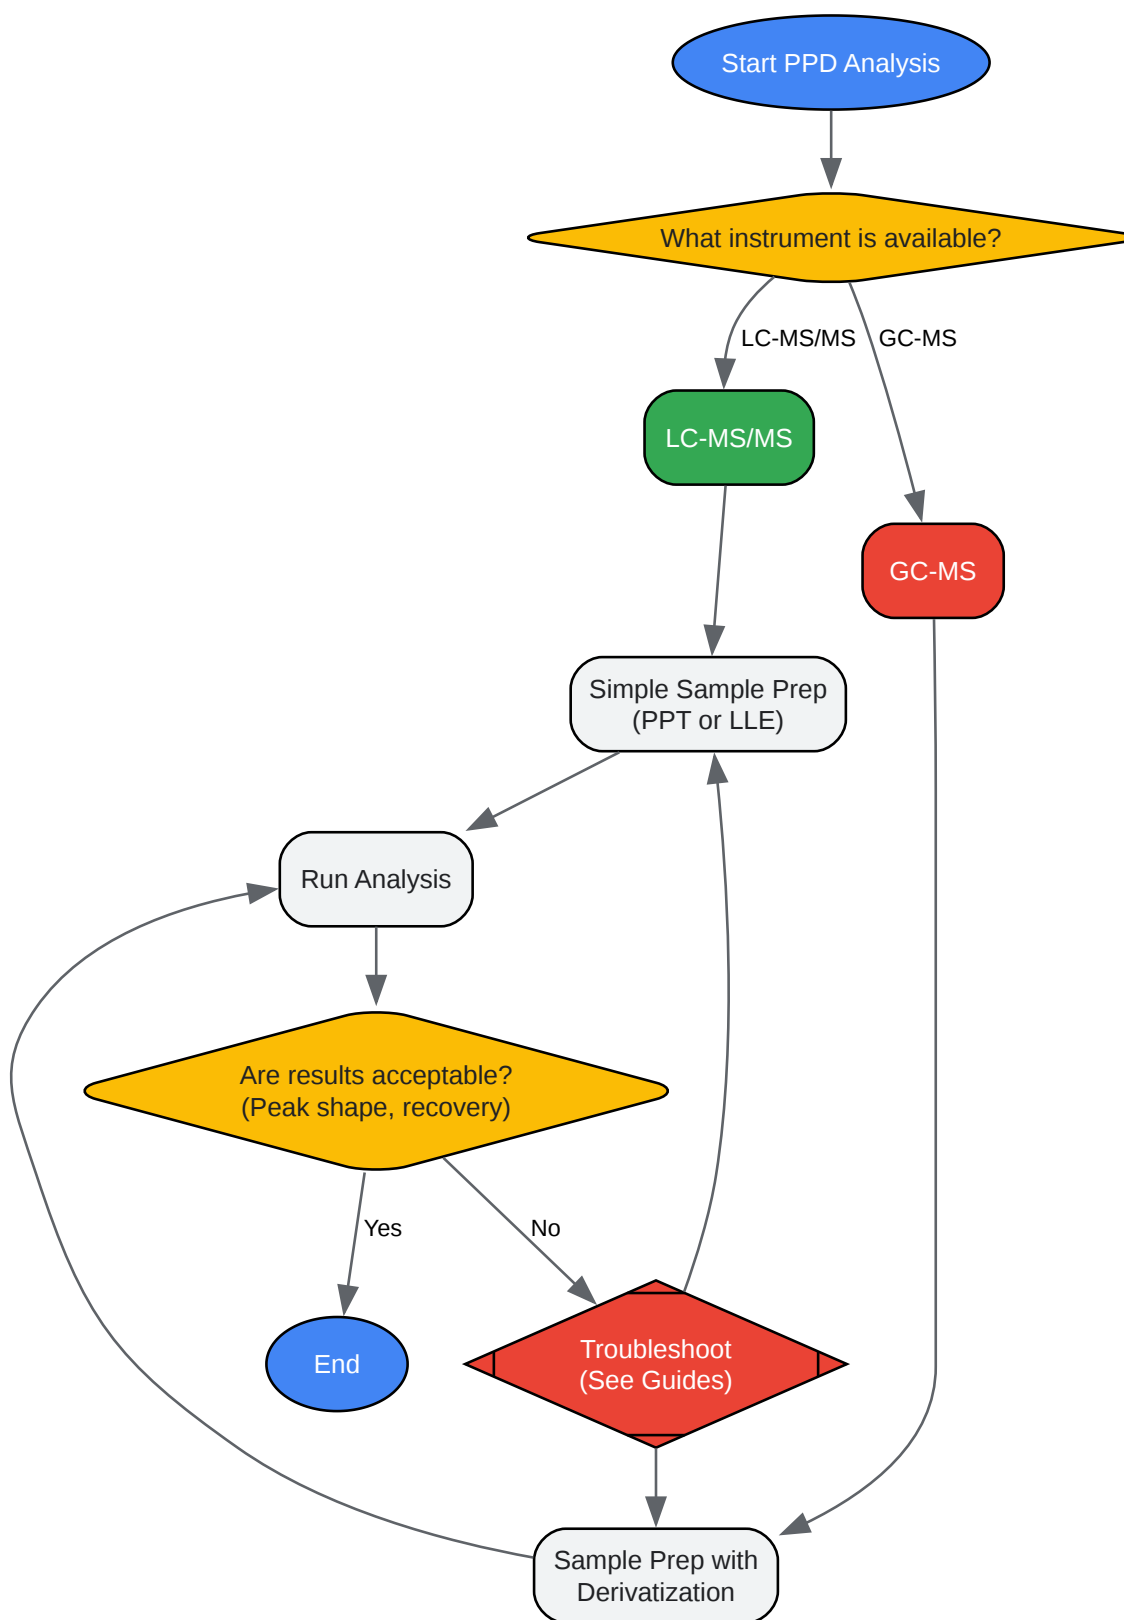 Start PPD Analysis
What instrument is available?
LC-MS/MS
GC-MS
LC-MS/MS
GC-MS
Simple Sample Prep
(PPT or LLE)
Run Analysis
Are results acceptable?
(Peak shape, recovery)
Yes
No
End
Troubleshoot
(See Guides)
Sample Prep with
Derivatization